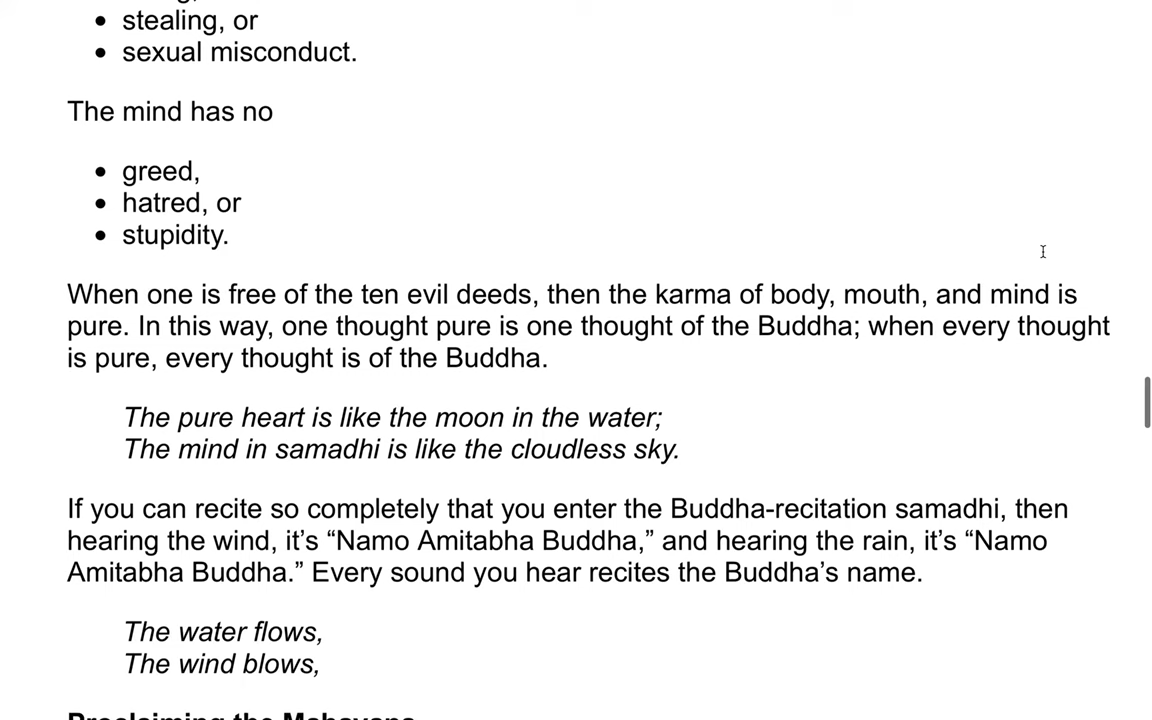 • stealing, or
• sexual misconduct.
The mind has no
• greed,
• hatred, or
• stupidity.
When one is free of the ten evil deeds, then the karma of body, mouth, and mind is
pure. In this way, one thought pure is one thought of the Buddha; when every thought
is pure, every thought is of the Buddha.
The pure heart is like the moon in the water;
The mind in samadhi is like the cloudless sky.
If you can recite so completely that you enter the Buddha-recitation samadhi, then
hearing the wind, it’s “Namo Amitabha Buddha,” and hearing the rain, it’s “Namo
Amitabha Buddha.” Every sound you hear recites the Buddha’s name.
The water flows,
The wind blows,
Proclaiming the Mahayana